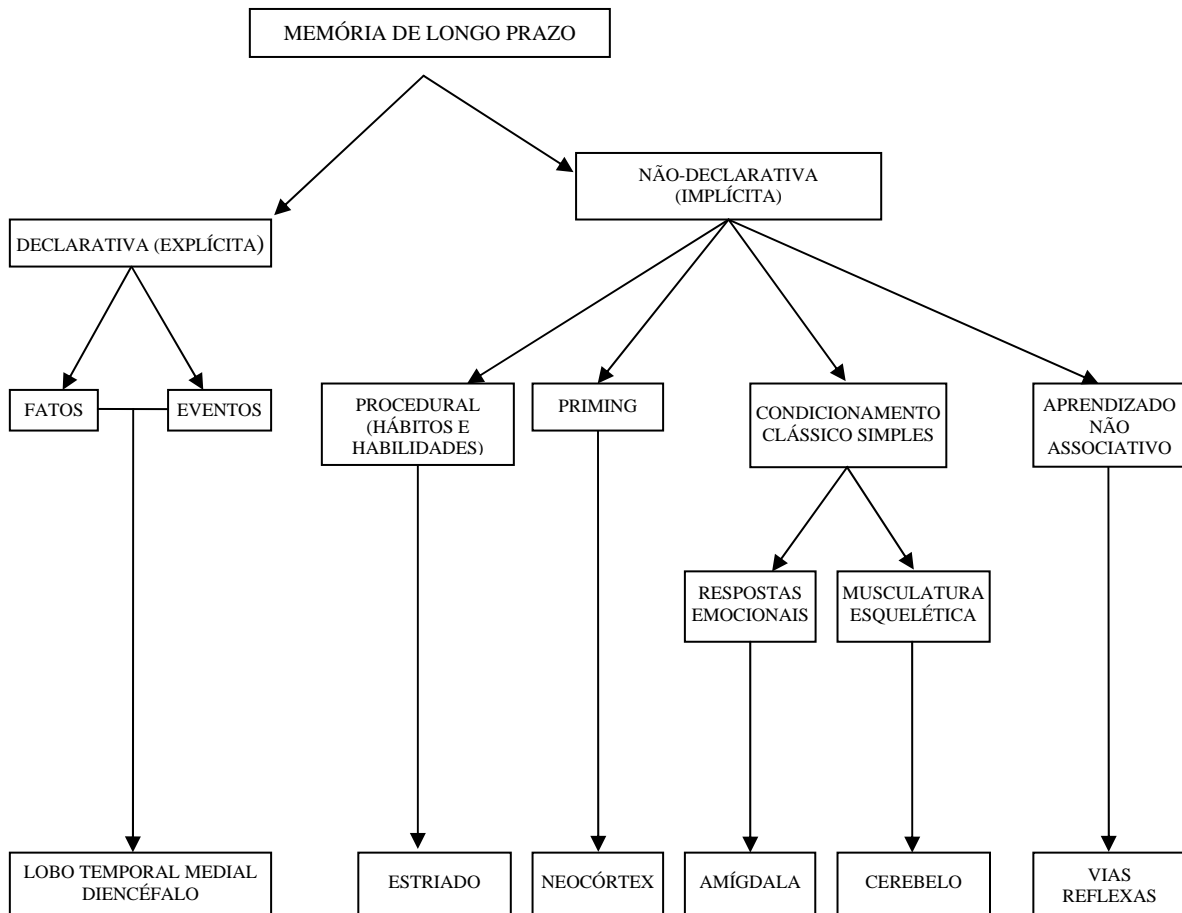 MEMÓRIA DE LONGO PRAZO
NÃO-DECLARATIVA
(IMPLÍCITA)
DECLARATIVA (EXPLÍCITA)
FATOS
EVENTOS
PROCEDURAL
(HÁBITOS E
HABILIDADES)
PRIMING
CONDICIONAMENTO
CLÁSSICO SIMPLES
APRENDIZADO
NÃO
ASSOCIATIVO
RESPOSTAS
EMOCIONAIS
MUSCULATURA
ESQUELÉTICA
LOBO TEMPORAL MEDIAL
DIENCÉFALO
ESTRIADO
NEOCÓRTEX
AMÍGDALA
CEREBELO
VIAS
REFLEXAS